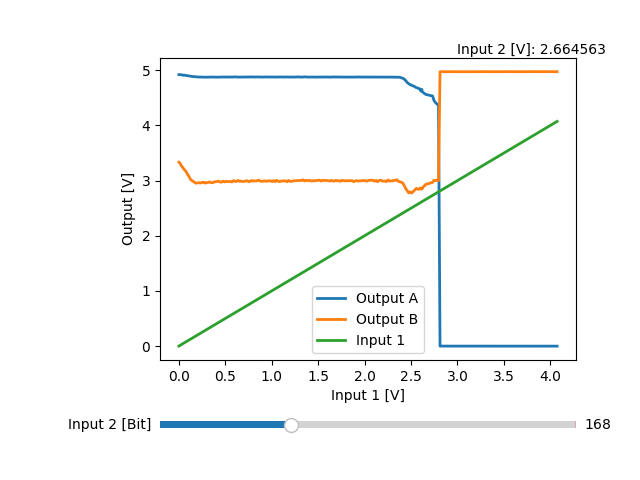 Input 2 [V]: 2.664563
5
4
3
2
1
0
Output [V]
Output A
Output B
Input 1
0.0 0.5 1.0 1.5 2.0 2.5 3.0 3.5 4.0
Input 1 [V]
Input 2 [Bit] 168